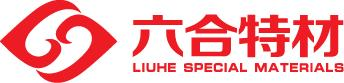 六合特材
LIUHE SPECIAL MATERIALS